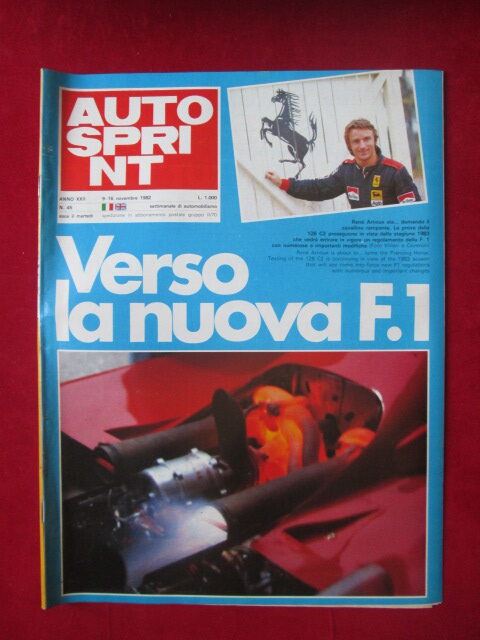 AUTO
SPRI
NT
ANNO XXII
N. 45
esce il martedì
9-16 novembre 1982
L. 1.000
settimanale di automobilismo
spedizione in abbonamento postale gruppo II/70
René Arnoux sta... domando il
cavallino rampante. Le prove della
126 C2 proseguono in vista della stagione 1983
che vedrà entrare in vigore un regolamento della F. 1
con numerose e importanti modifiche
René Arnoux is about to... tame the Prancing Horse.
Testing of the 126 C2 is continuing in view of the 1983 season
that will see come into force new F1 regulations
with numerous and important changes
Verso
la nuova F.1